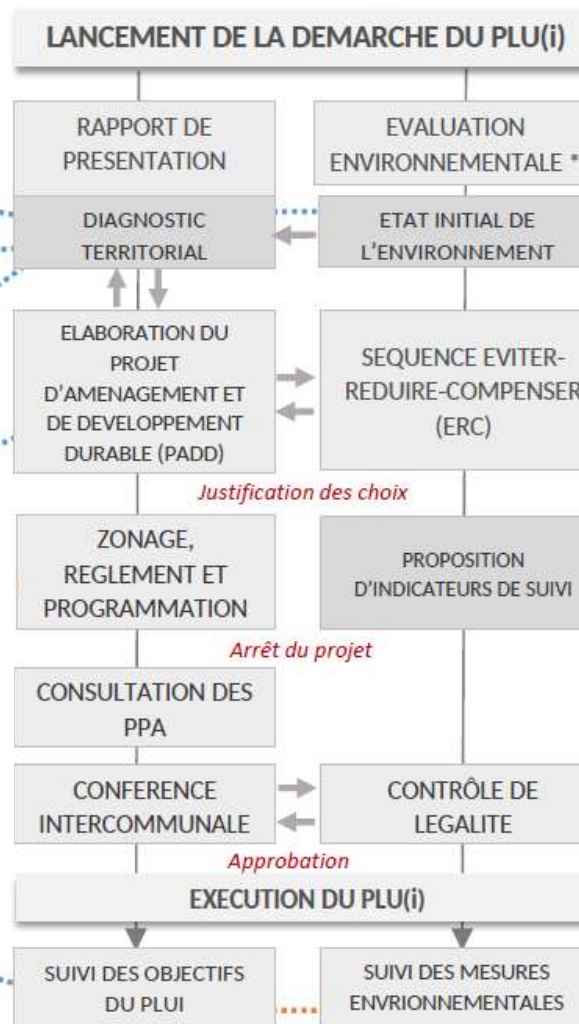 LANCEMENT DE LA DEMARCHE DU PLU(i)
RAPPORT DE
PRESENTATION
EVALUATION
ENVIRONNEMENTALE *
DIAGNOSTIC
TERRITORIAL
ETAT INITIAL DE
L'ENVIRONNEMENT
ELABORATION DU
PROJET
D'AMENAGEMENT ET
DE DEVELOPPEMENT
DURABLE (PADD)
SEQUENCE EVITER-
REDUIRE-COMPENSER
(ERC)
Justification des choix
ZONAGE,
REGLEMENT ET
PROGRAMMATION
PROPOSITION
D'INDICATEURS DE SUIVI
Arrêt du projet
CONSULTATION DES
PPA
CONFERENCE
INTERCOMMUNALE
CONTRÔLE DE
LEGALITE
Approbation
EXECUTION DU PLU(i)
SUIVI DES OBJECTIFS
DU PLUI
SUIVI DES MESURES
ENVRIONNEMENTALES